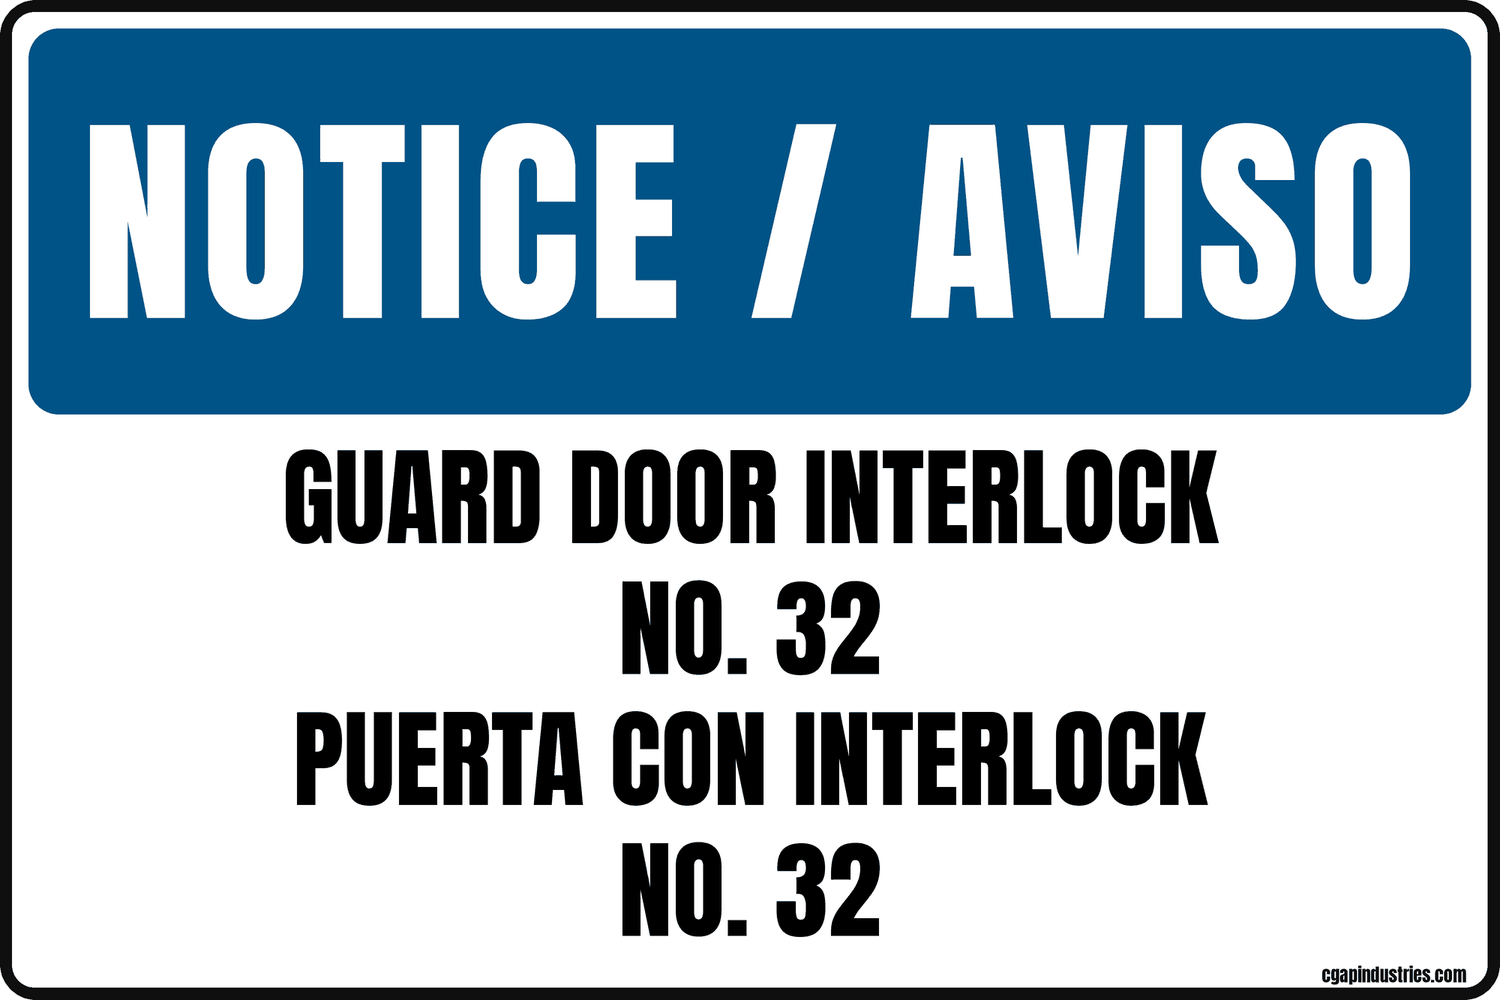 NOTICE / AVISO
GUARD DOOR INTERLOCK
NO. 32
PUERTA CON INTERLOCK
NO. 32
cgapindustries.com